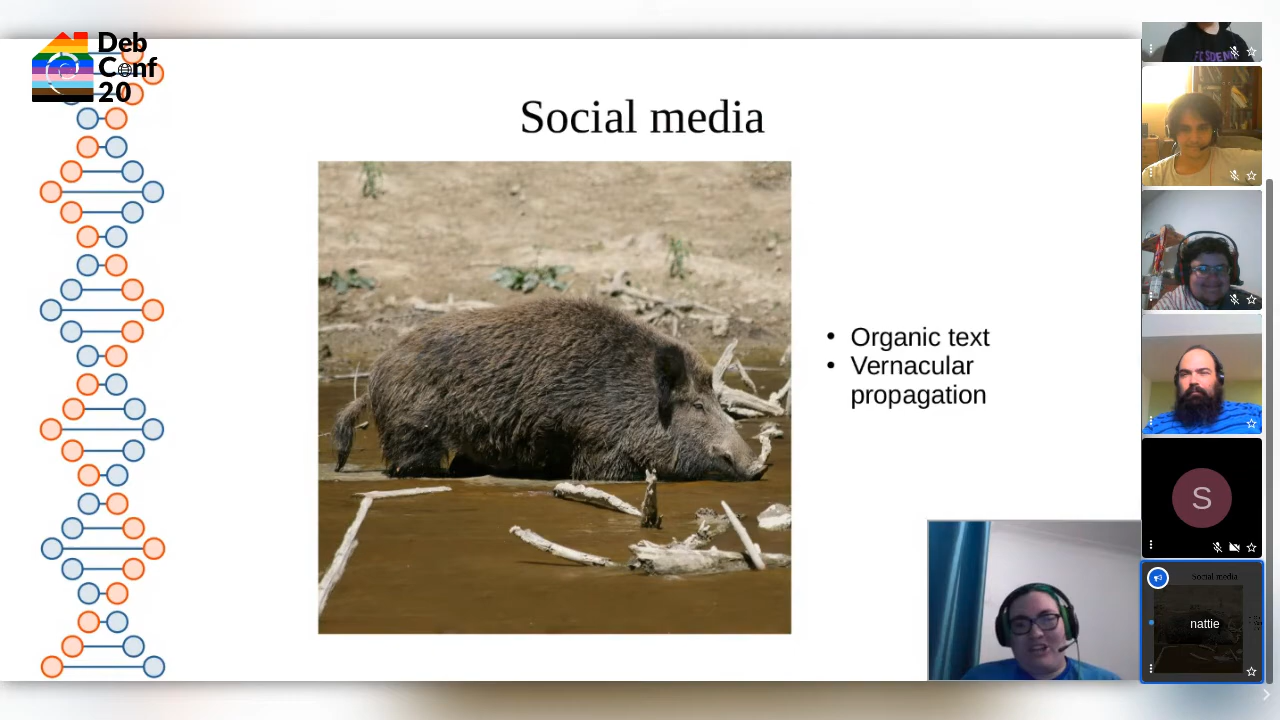 Deb
Conf
20
Social media
• Organic text
• Vernacular
propagation
S
Social media
nattie